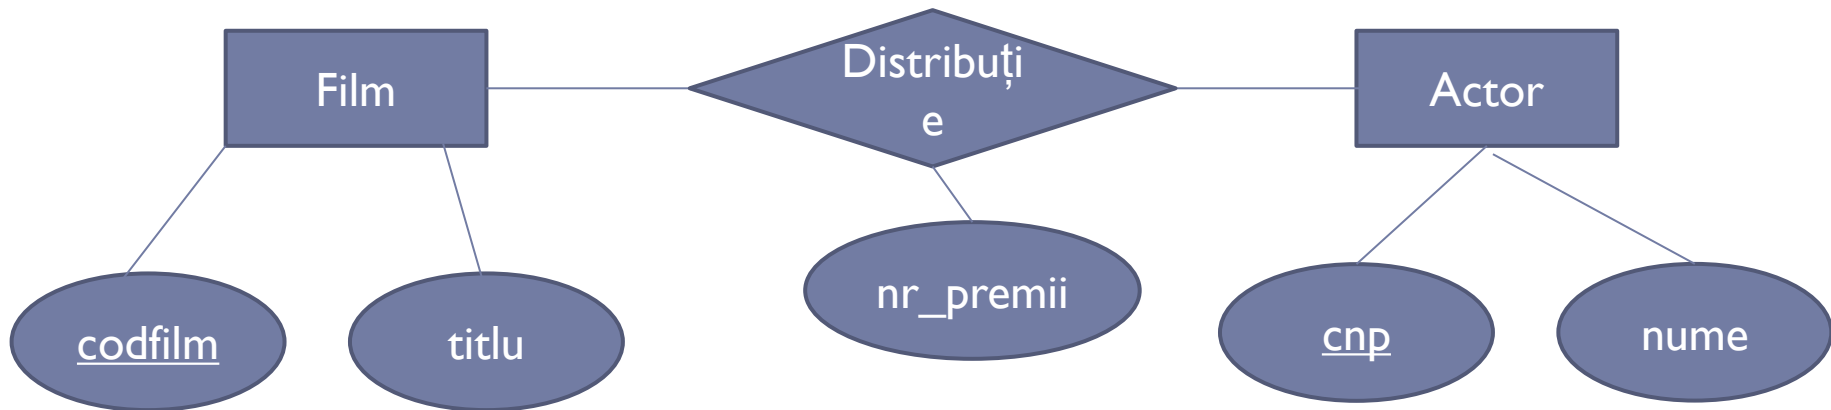 Film
Distribuți
e
Actor
codfilm
titlu
nr_premii
cnp
nume